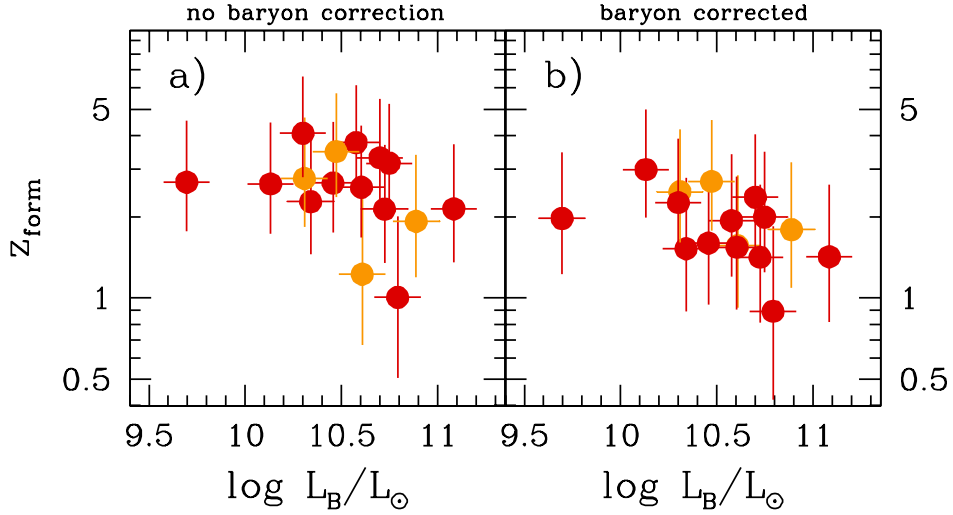 no baryon correction
baryon corrected
a)
b)
5
1
0.5
5
1
0.5
z_form
9.5 10 10.5 11
9.5 10 10.5 11
log L_B/L_⊙
log L_B/L_⊙